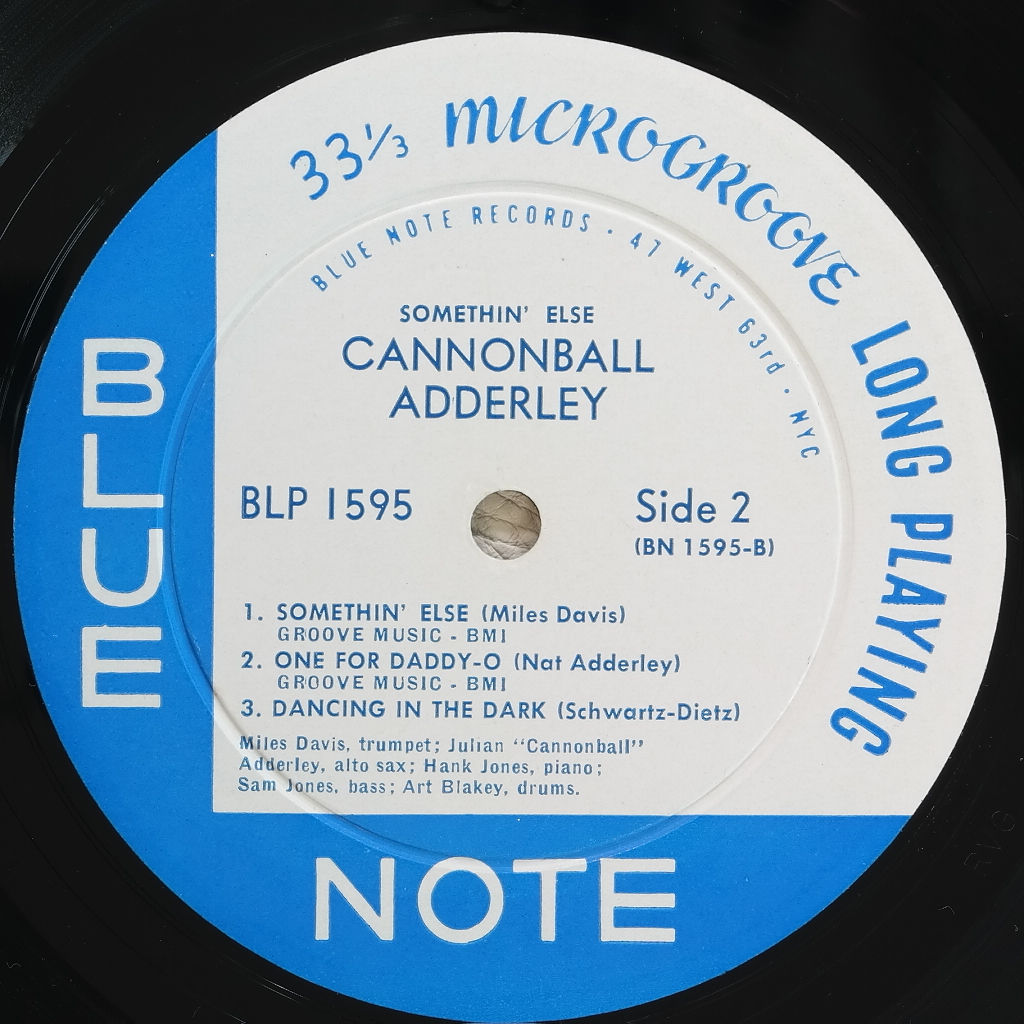 33⅓ MICROGROOVE LONG PLAYING
BLUE NOTE RECORDS · 47 WEST 63rd · NYC
SOMETHIN' ELSE
CANNONBALL
ADDERLEY
BLP 1595
Side 2
(BN 1595-B)
1. SOMETHIN' ELSE (Miles Davis)
GROOVE MUSIC - BMI
2. ONE FOR DADDY-O (Nat Adderley)
GROOVE MUSIC - BMI
3. DANCING IN THE DARK (Schwartz-Dietz)
Miles Davis, trumpet; Julian "Cannonball"
Adderley, alto sax; Hank Jones, piano;
Sam Jones, bass; Art Blakey, drums.
BLUE
NOTE